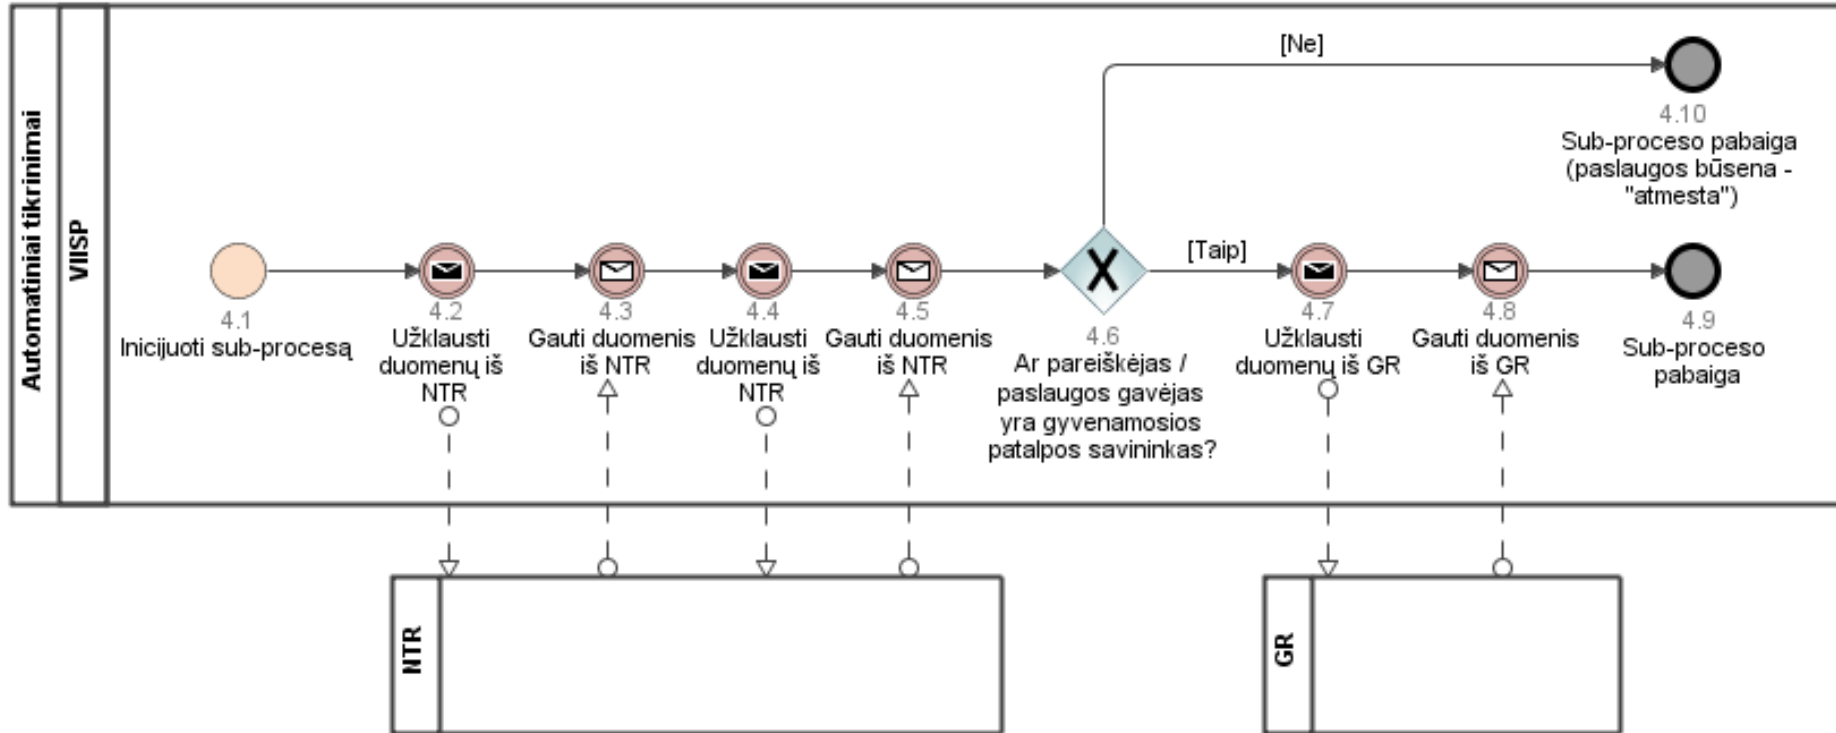 Automatiniai tikrinimai
VIISP
[Ne]
4.10
Sub-proceso pabaiga
(paslaugos būsena -
"atmesta")
4.1
Inicijuoti sub-procesą
4.2
Užklausti
duomenų iš
NTR
4.3
Gauti duomenis
iš NTR
4.4
Užklausti
duomenų iš
NTR
4.5
Gauti duomenis
iš NTR
4.6
Ar pareiškėjas /
paslaugos gavėjas
yra gyvenamosios
patalpos savininkas?
[Taip]
4.7
Užklausti
duomenų iš GR
4.8
Gauti duomenis
iš GR
4.9
Sub-proceso
pabaiga
NTR
GR